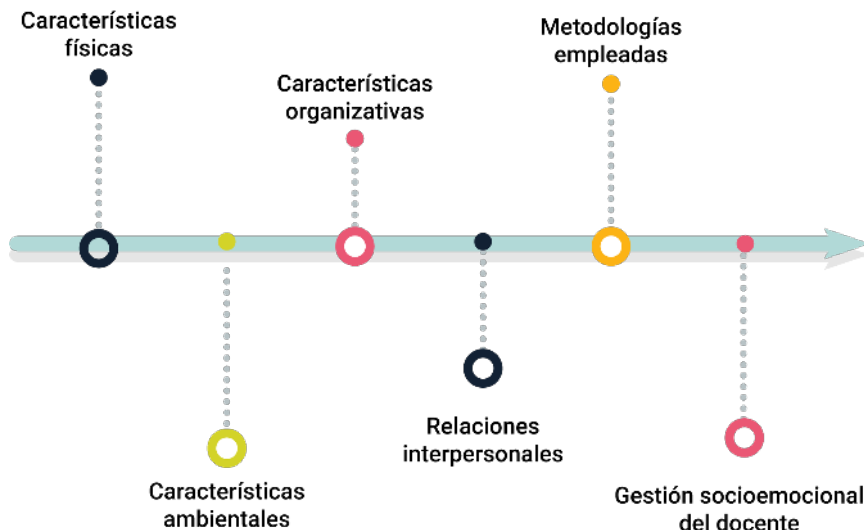 Características
físicas
Características
ambientales
Características
organizativas
Relaciones
interpersonales
Metodologías
empleadas
Gestión socioemocional
del docente